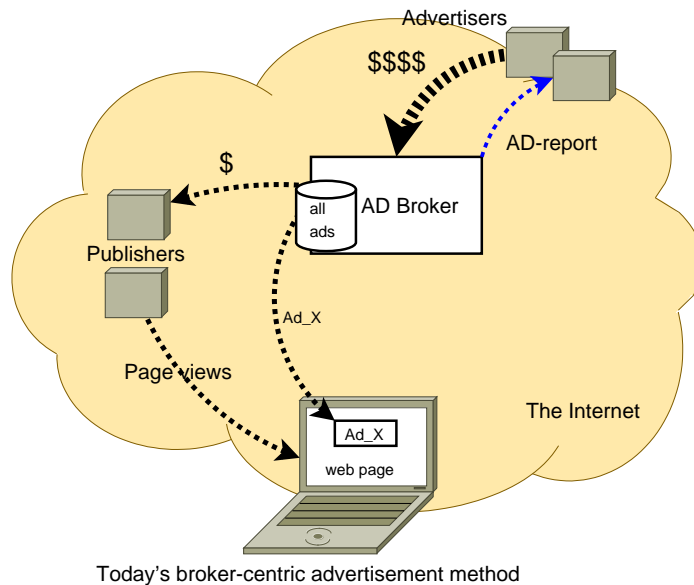 Advertisers
$$$$
AD-report
$
AD Broker
all
ads
Publishers
Ad_X
Page views
The Internet
Ad_X
web page
Today's broker-centric advertisement method